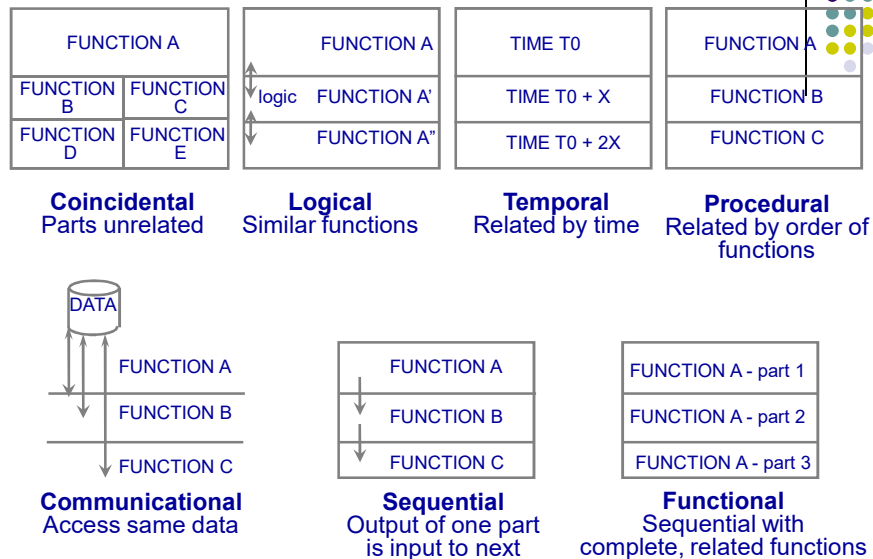 FUNCTION A
FUNCTION B
FUNCTION C
FUNCTION D
FUNCTION E
Coincidental
Parts unrelated
FUNCTION A
logic FUNCTION A'
FUNCTION A"
Logical
Similar functions
TIME T0
TIME T0 + X
TIME T0 + 2X
Temporal
Related by time
FUNCTION A
FUNCTION B
FUNCTION C
Procedural
Related by order of
functions
DATA
FUNCTION A
FUNCTION B
FUNCTION C
Communicational
Access same data
FUNCTION A
FUNCTION B
FUNCTION C
Sequential
Output of one part
is input to next
FUNCTION A - part 1
FUNCTION A - part 2
FUNCTION A - part 3
Functional
Sequential with
complete, related functions